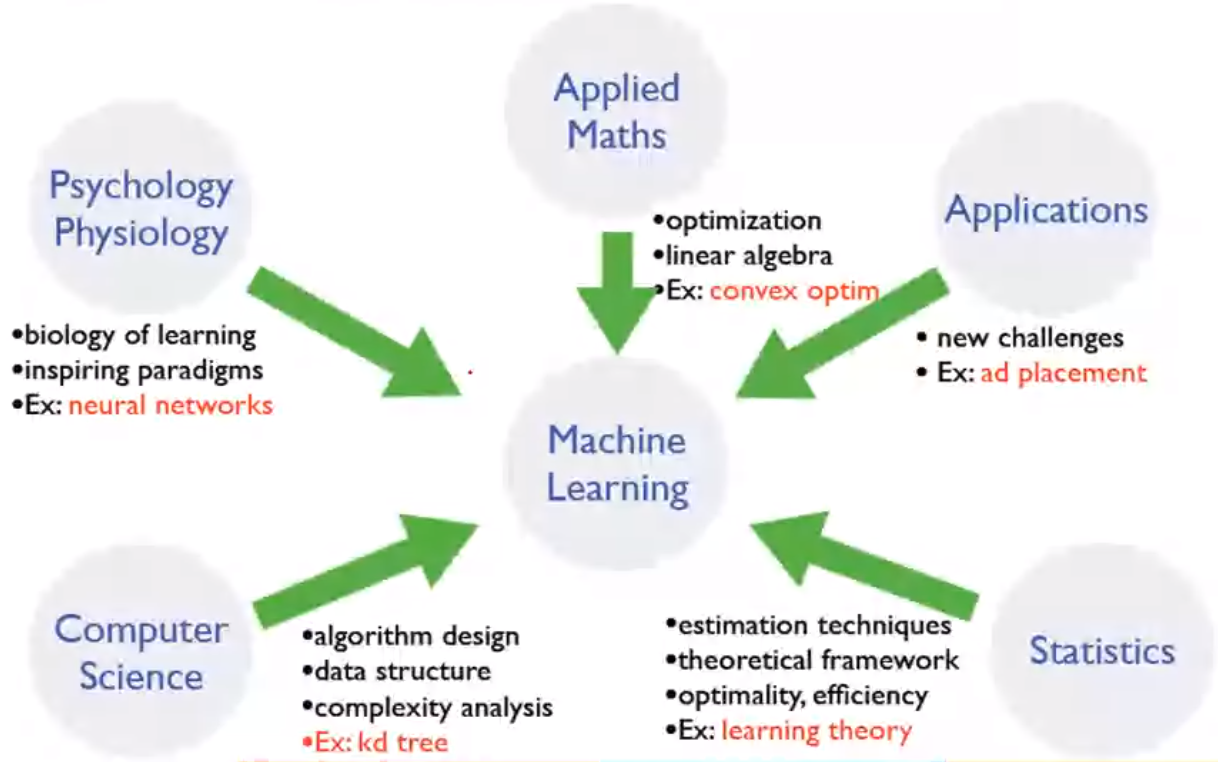 Applied
Maths
Psychology
Physiology
Applications
•optimization
•linear algebra
•Ex: convex optim
•biology of learning
•inspiring paradigms
•Ex: neural networks
• new challenges
• Ex: ad placement
Machine
Learning
Computer
Science
•algorithm design
•data structure
•complexity analysis
•Ex: kd tree
•estimation techniques
•theoretical framework
•optimality, efficiency
•Ex: learning theory
Statistics